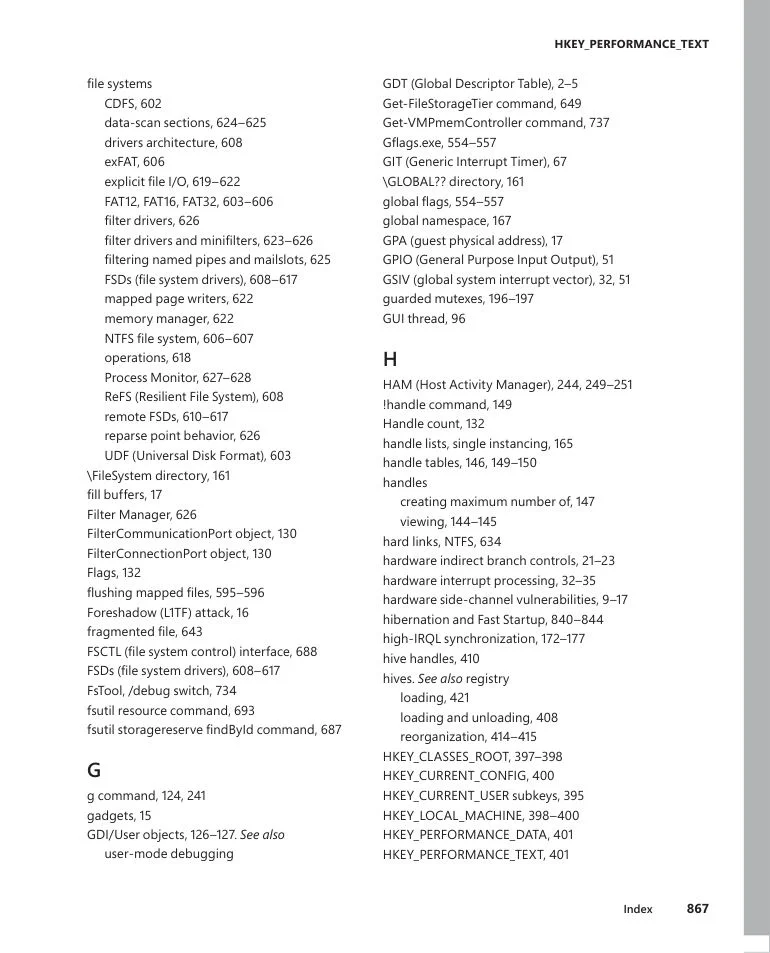 HKEY_PERFORMANCE_TEXT
file systems
CDFS, 602
data-scan sections, 624–625
drivers architecture, 608
exFAT, 606
explicit file I/O, 619–622
FAT12, FAT16, FAT32, 603–606
filter drivers, 626
filter drivers and minifilters, 623–626
filtering named pipes and mailslots, 625
FSDs (file system drivers), 608–617
mapped page writers, 622
memory manager, 622
NTFS file system, 606–607
operations, 618
Process Monitor, 627–628
ReFS (Resilient File System), 608
remote FSDs, 610–617
reparse point behavior, 626
UDF (Universal Disk Format), 603
\FileSystem directory, 161
fill buffers, 17
Filter Manager, 626
FilterCommunicationPort object, 130
FilterConnectionPort object, 130
Flags, 132
flushing mapped files, 595–596
Foreshadow (L1TF) attack, 16
fragmented file, 643
FSCTL (file system control) interface, 688
FSDs (file system drivers), 608–617
FsTool, /debug switch, 734
fsutil resource command, 693
fsutil storagereserve findById command, 687
G
g command, 124, 241
gadgets, 15
GDI/User objects, 126–127. See also
user-mode debugging
GDT (Global Descriptor Table), 2–5
Get-FileStorageTier command, 649
Get-VMPmemController command, 737
Gflags.exe, 554–557
GIT (Generic Interrupt Timer), 67
\GLOBAL?? directory, 161
global flags, 554–557
global namespace, 167
GPA (guest physical address), 17
GPIO (General Purpose Input Output), 51
GSIV (global system interrupt vector), 32, 51
guarded mutexes, 196–197
GUI thread, 96
H
HAM (Host Activity Manager), 244, 249–251
!handle command, 149
Handle count, 132
handle lists, single instancing, 165
handle tables, 146, 149–150
handles
creating maximum number of, 147
viewing, 144–145
hard links, NTFS, 634
hardware indirect branch controls, 21–23
hardware interrupt processing, 32–35
hardware side-channel vulnerabilities, 9–17
hibernation and Fast Startup, 840–844
high-IRQL synchronization, 172–177
hive handles, 410
hives. See also registry
loading, 421
loading and unloading, 408
reorganization, 414–415
HKEY_CLASSES_ROOT, 397–398
HKEY_CURRENT_CONFIG, 400
HKEY_CURRENT_USER subkeys, 395
HKEY_LOCAL_MACHINE, 398–400
HKEY_PERFORMANCE_DATA, 401
HKEY_PERFORMANCE_TEXT, 401
Index 867